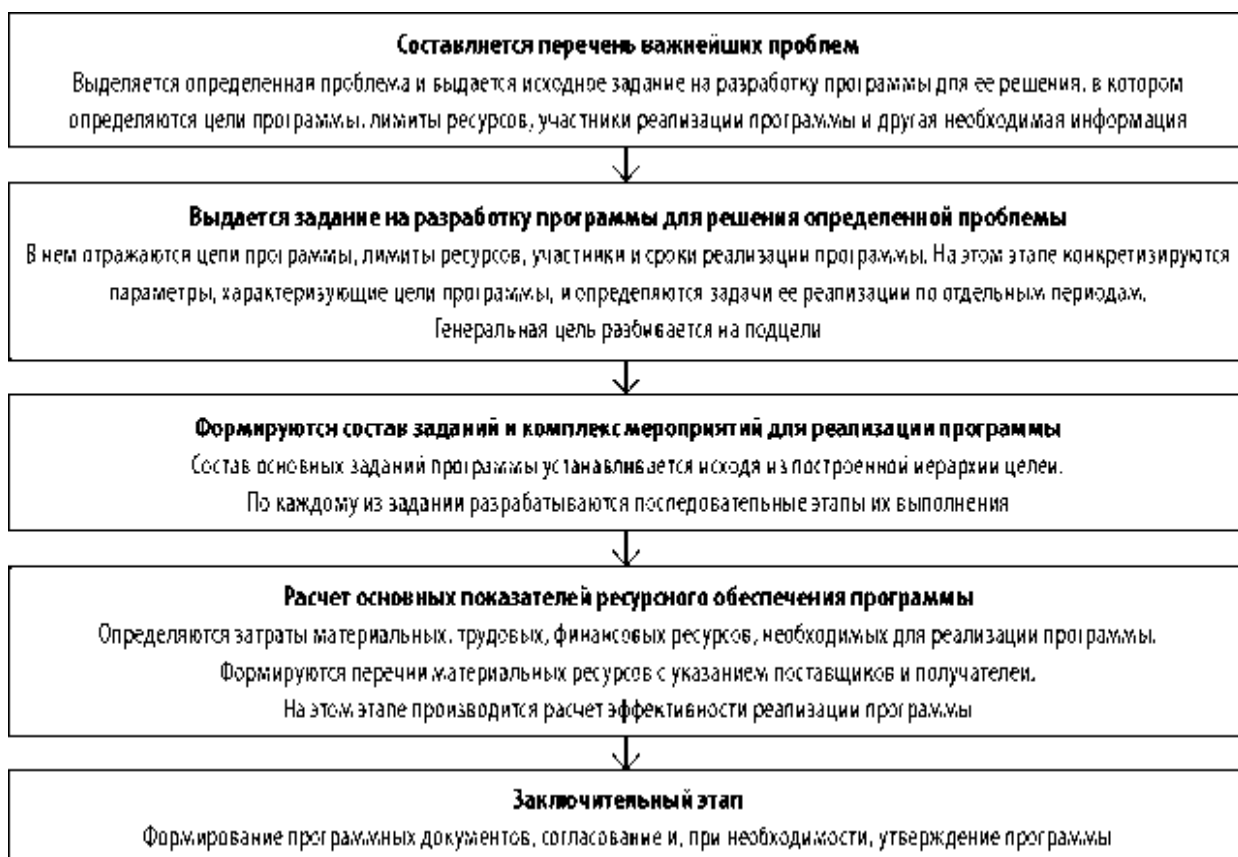 Составляется перечень важнейших проблем
Выделяется определенная проблема и выдается исходное задание на разработку программы для ее решения, в котором
определяются цели программы, лимиты ресурсов, участники реализации программы и другая необходимая информация
Выдается задание на разработку программы для решения определенной проблемы
В нем отражаются цели программы, лимиты ресурсов, участники и сроки реализации программы. На этом этапе конкретизируются
параметры, характеризующие цели программы, и определяются задачи ее реализации по отдельным периодам.
Генеральная цель разбивается на подцели
Формируются состав заданий и комплекс мероприятий для реализации программы
Состав основных заданий программы устанавливается исходя из построенной иерархии целей.
По каждому из заданий разрабатываются последовательные этапы их выполнения
Расчет основных показателей ресурсного обеспечения программы
Определяются затраты материальных, трудовых, финансовых ресурсов, необходимых для реализации программы.
Формируются перечни материальных ресурсов с указанием поставщиков и получателей.
На этом этапе производится расчет эффективности реализации программы
Заключительный этап
Формирование программных документов, согласование и, при необходимости, утверждение программы